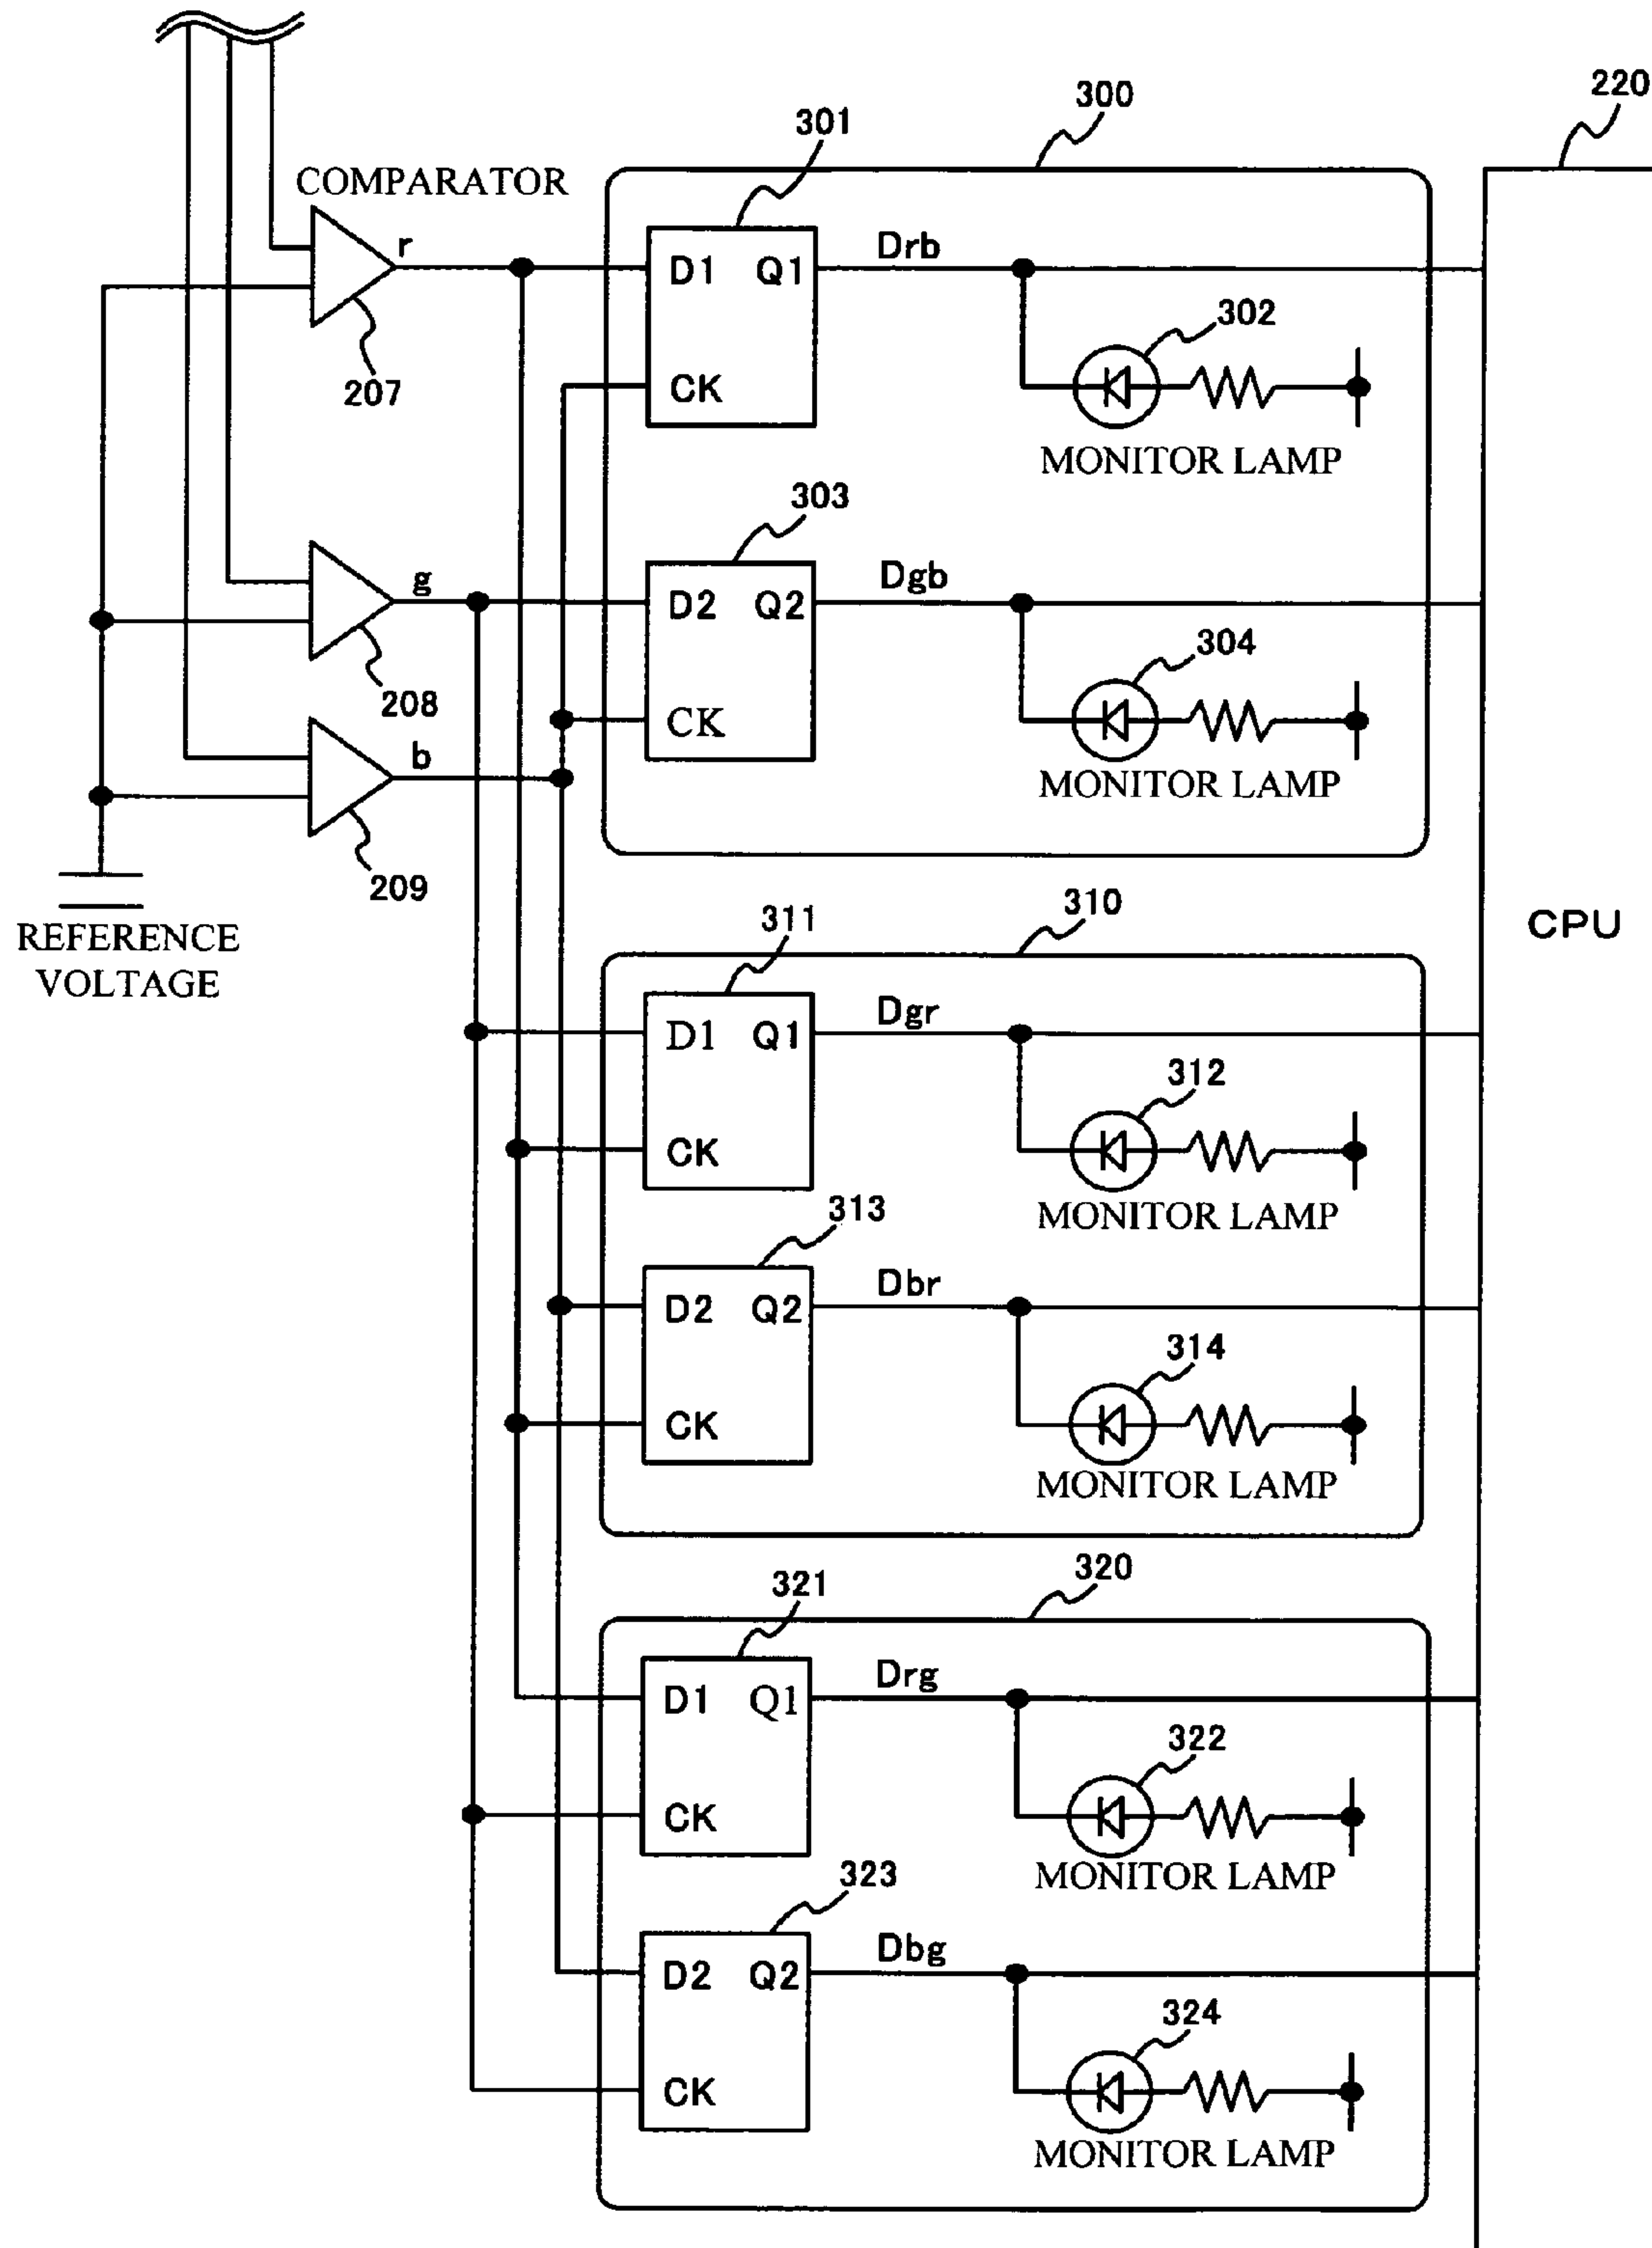 300
220
301
COMPARATOR
r
D1
Q1
Drb
302
207
CK
MONITOR LAMP
303
g
D2
Q2
Dgb
304
208
CK
b
MONITOR LAMP
209
REFERENCE
VOLTAGE
CPU
310
311
D1
Q1
Dgr
312
CK
MONITOR LAMP
313
D2
Q2
Dbr
314
CK
MONITOR LAMP
320
321
D1
Q1
Drg
322
CK
MONITOR LAMP
323
D2
Q2
Dbg
324
CK
MONITOR LAMP